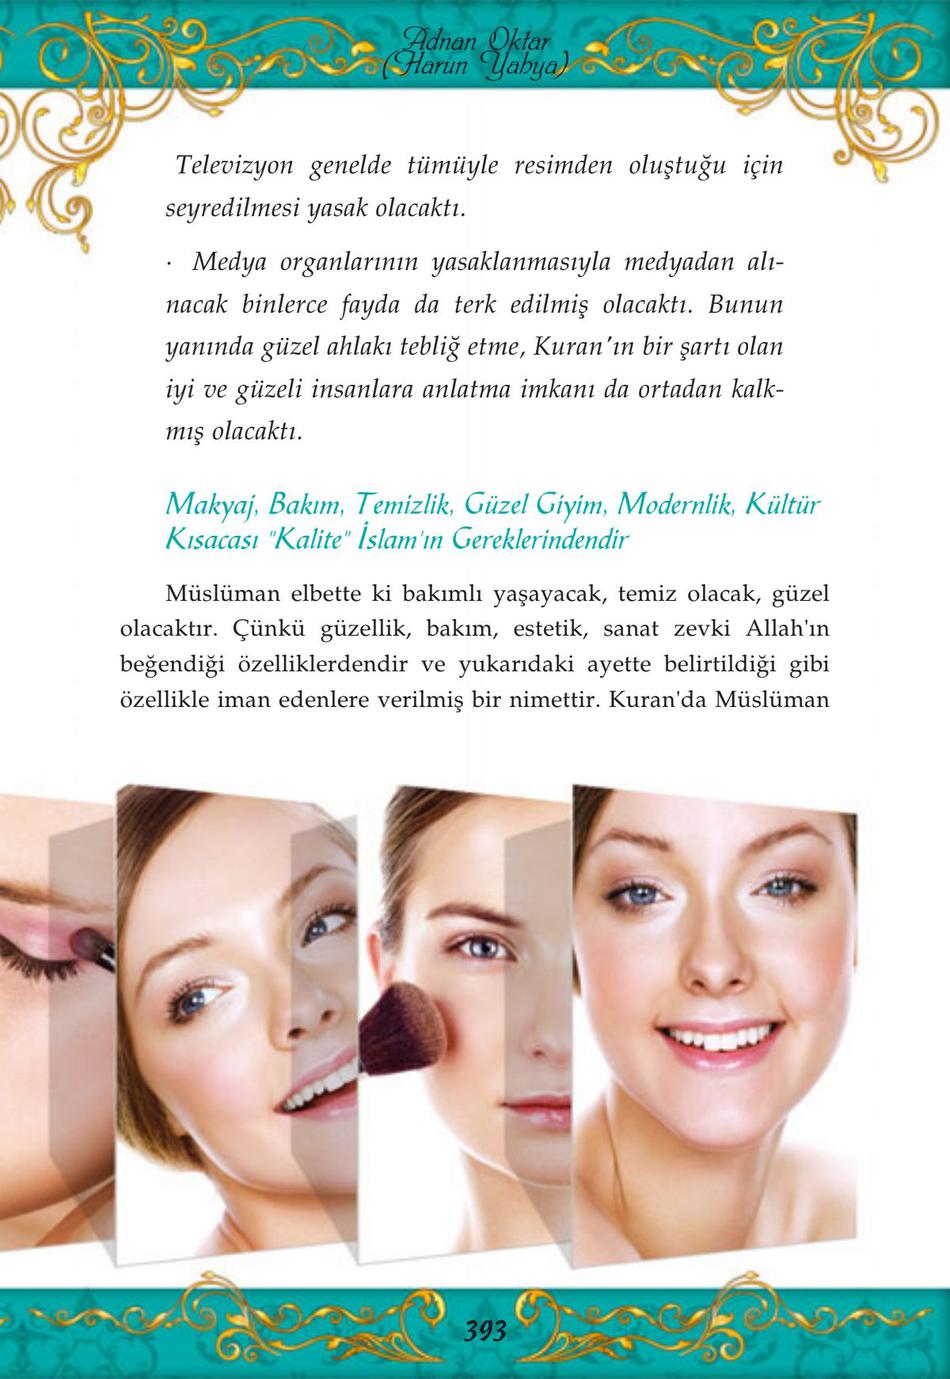 Adnan Oktar
(Harun Yahya)
Televizyon genelde tümüyle resimden oluştuğu için
seyredilmesi yasak olacaktı.
· Medya organlarının yasaklanmasıyla medyadan alı-
nacak binlerce fayda da terk edilmiş olacaktı. Bunun
yanında güzel ahlakı tebliğ etme, Kuran'ın bir şartı olan
iyi ve güzeli insanlara anlatma imkanı da ortadan kalk-
mış olacaktı.
Makyaj, Bakım, Temizlik, Güzel Giyim, Modernlik, Kültür
Kısacası "Kalite" İslam'ın Gereklerindendir
Müslüman elbette ki bakımlı yaşayacak, temiz olacak, güzel
olacaktır. Çünkü güzellik, bakım, estetik, sanat zevki Allah'ın
beğendiği özelliklerdendir ve yukarıdaki ayette belirtildiği gibi
özellikle iman edenlere verilmiş bir nimettir. Kuran'da Müslüman
393